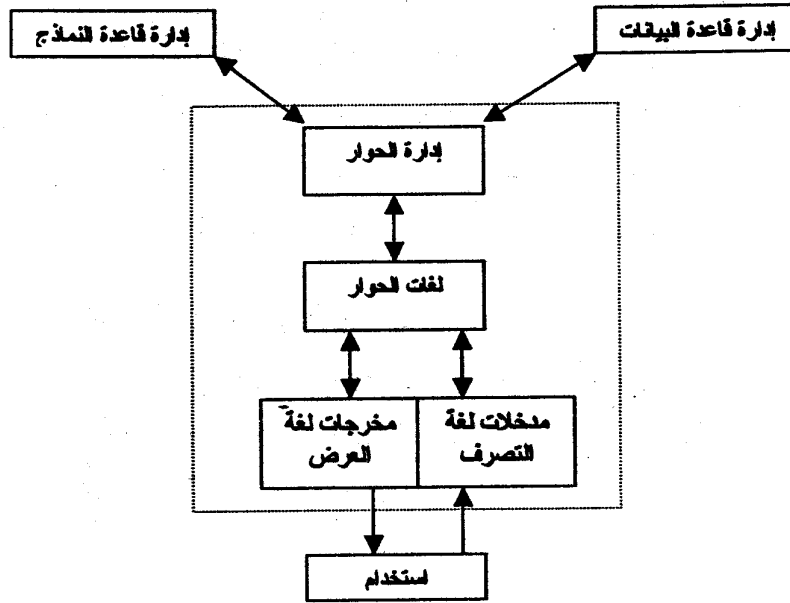 إدارة قاعدة البيانات
إدارة قاعدة النماذج
إدارة الحوار
لغات الحوار
مدخلات لغة
التصرف
مخرجات لغة
العرض
استخدام